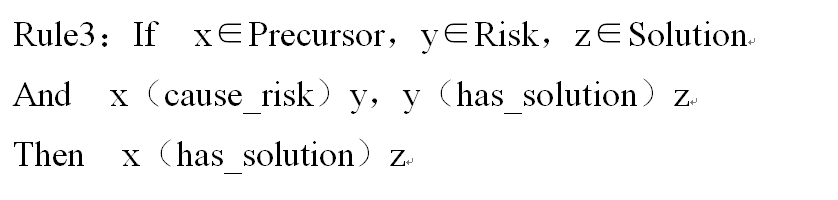 Rule3：If x∈Precursor，y∈Risk，z∈Solution
And x（cause_risk）y，y（has_solution）z
Then x（has_solution）z